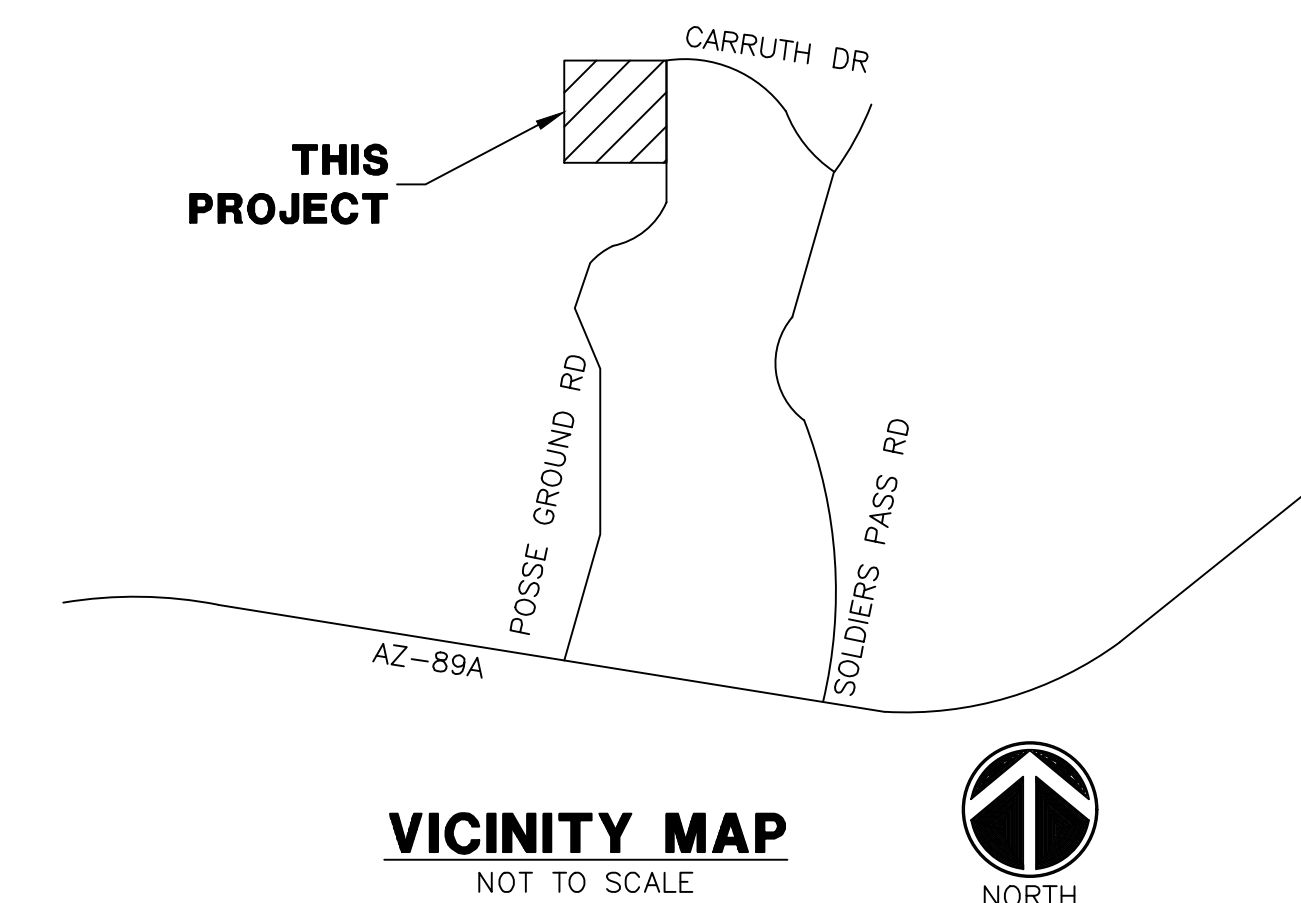 CARRUTH DR
THIS
PROJECT
POSSE GROUND RD
SOLDIERS PASS RD
AZ-89A
VICINITY MAP
NOT TO SCALE
NORTH